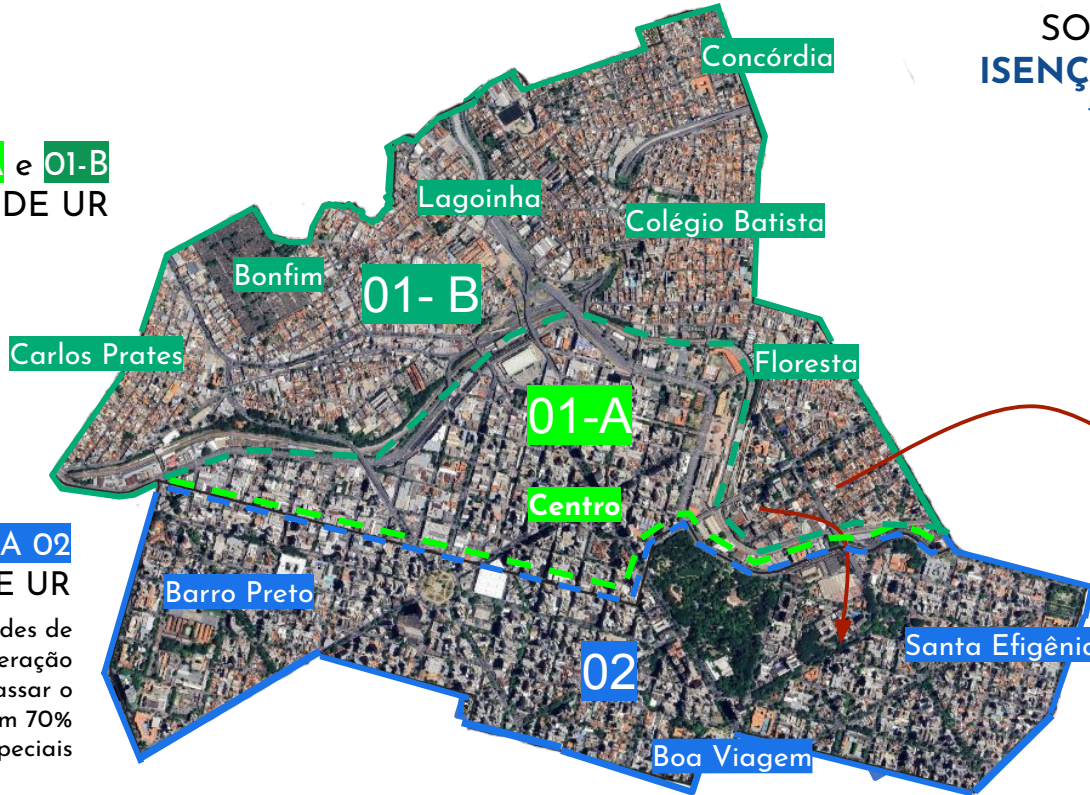 SO
ISENÇ
e 01-B
DE UR
Concórdia
Lagoinha
Colégio Batista
Bonfim
01- B
Carlos Prates
Floresta
01-A
Centro
A 02
E UR
des de
eração
assar o
m 70%
peciais
Barro Preto
02
Santa Efigênia
Boa Viagem